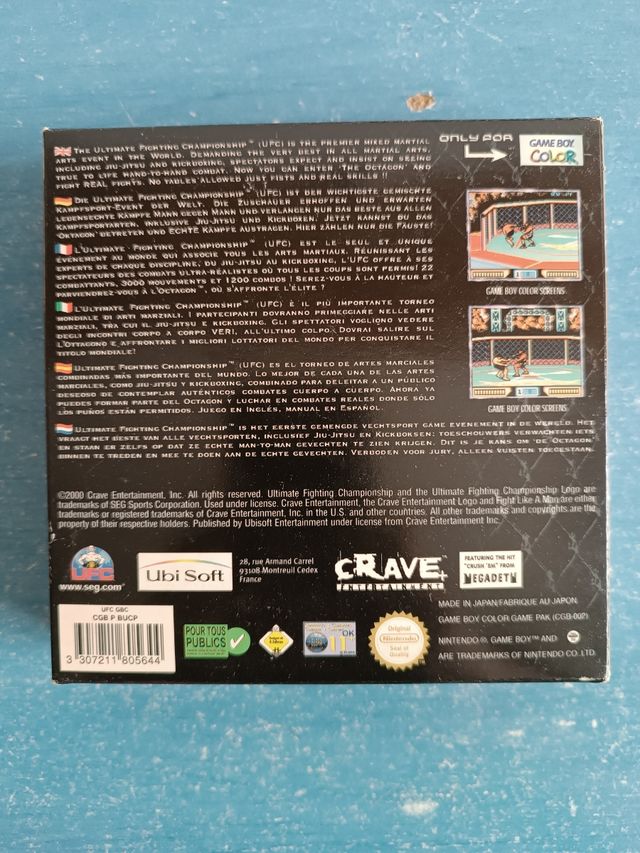 THE ULTIMATE FIGHTING CHAMPIONSHIP™ (UFC) IS THE PREMIER MIXED MARTIAL
ARTS EVENT IN THE WORLD. DEMANDING THE VERY BEST IN ALL MARTIAL ARTS,
INCLUDING JIU-JITSU AND KICKBOXING, SPECTATORS EXPECT AND INSIST ON SEEING
TRUE TO LIFE HAND-TO-HAND COMBAT. NOW YOU CAN ENTER 'THE OCTAGON' AND
FIGHT REAL FIGHTS. NO TABLES ALLOWED JUST FISTS AND REAL SKILLS !
ONLY FOR
GAME BOY
COLOR
DIE ULTIMATE FIGHTING CHAMPIONSHIP™ (UFC) IST DER WICHTIGSTE GEMISCHTE
KAMPFSPORT-EVENT DER WELT. DIE ZUSCHAUER ERHOFFEN UND ERWARTEN
LEBENSECHTE KÄMPFE MANN GEGEN MANN UND VERLANGEN NUR DAS BESTE AUS ALLEN
KAMPFSPORTARTEN, INKLUSIVE JIU-JITSU UND KICKBOXING. JETZT KANNST DU DAS
'OKTAGON' BETRETEN UND ECHTE KÄMPFE AUSTRAGEN. HIER ZÄHLEN NUR DIE FÄUSTE!
L'ULTIMATE FIGHTING CHAMPIONSHIP™ (UFC) EST LE SEUL ET UNIQUE
ÉVÉNEMENT AU MONDE QUI ASSOCIE TOUS LES ARTS MARTIAUX. RÉUNISSANT LES
EXPERTS DE CHAQUE DISCIPLINE, DU JIU-JITSU AU KICKBOXING, L'UFC OFFRE À SES
SPECTATEURS DES COMBATS ULTRA-RÉALISTES OÙ TOUS LES COUPS SONT PERMIS! 22
COMBATTANTS, 3000 MOUVEMENTS ET 1200 COMBOS ! SEREZ-VOUS À LA HAUTEUR ET
PARVIENDREZ-VOUS À L'OCTAGON™, OÙ S'AFFRONTE L'ÉLITE ?
GAME BOY COLOR SCREENS
L'ULTIMATE FIGHTING CHAMPIONSHIP™ (UFC) È IL PIÙ IMPORTANTE TORNEO
MONDIALE DI ARTI MARZIALI. I PARTECIPANTI DOVRANNO PRIMEGGIARE NELLE ARTI
MARZIALI, TRA CUI IL JIU-JITSU E KICKBOXING. GLI SPETTATORI VOGLIONO VEDERE
DEGLI INCONTRI CORPO A CORPO VERI, ALL'ULTIMO COLPO. DOVRAI SALIRE SUL
L'OTTAGONO E AFFRONTARE I MIGLIORI LOTTATORI DEL MONDO PER CONQUISTARE IL
TITOLO MONDIALE!
ULTIMATE FIGHTING CHAMPIONSHIP™ (UFC) ES EL TORNEO DE ARTES MARCIALES
COMBINADAS MÁS IMPORTANTE DEL MUNDO. LO MEJOR DE CADA UNA DE LAS ARTES
MARCIALES, COMO JIU-JITSU Y KICKBOXING, COMBINADO PARA DELEITAR A UN PÚBLICO
DESEOSO DE CONTEMPLAR AUTÉNTICOS COMBATES CUERPO A CUERPO. AHORA YA
PUEDES FORMAR PARTE DEL OCTAGON Y LUCHAR EN COMBATES REALES DONDE SÓLO
LOS PUÑOS ESTÁN PERMITIDOS. JUEGO EN INGLÉS, MANUAL EN ESPAÑOL.
GAME BOY COLOR SCREENS
ULTIMATE FIGHTING CHAMPIONSHIP™ IS HET EERSTE GEMENGDE VECHTSPORT GAME EVENEMENT IN DE WERELD. HET
VRAAGT HET BESTE VAN ALLE VECHTSPORTEN, INCLUSIEF JIU-JITSU EN KICKBOKSEN: TOESCHOUWERS VERWACHTEN IETS
EN STAAN ER ZELFS OP DAT ZE ECHTE MAN-TO-MAN GEVECHTEN TE ZIEN KRIJGEN. DIT IS JE KANS OM 'DE OCTAGON'
BINNEN TE TREDEN EN MEE TE DOEN AAN DE ECHTE GEVECHTEN. VERBODEN VOOR JURY, ALLEEN VUISTEN TOEGESTAAN.
©2000 Crave Entertainment, Inc. All rights reserved. Ultimate Fighting Championship and the Ultimate Fighting Championship Logo are
trademarks of SEG Sports Corporation. Used under license. Crave Entertainment, the Crave Entertainment Logo and Fight Like A Man are either
trademarks or registered trademarks of Crave Entertainment, Inc. in the U.S. and other countries. All other trademarks and copyrights are the
property of their respective holders. Published by Ubisoft Entertainment under license from Crave Entertainment Inc.
UFC
www.seg.com
Ubi Soft
28, rue Armand Carrel
93108 Montreuil Cedex
France
CRAVE
ENTERTAINMENT
FEATURING THE HIT
"CRUSH 'EM" FROM
MEGADETH
UFC GBC
CGB P BUCP
3 307211 805644
POUR TOUS
PUBLICS
OK
11+
Original
Nintendo
Seal of
Quality
MADE IN JAPAN/FABRIQUE AU JAPON
GAME BOY COLOR GAME PAK (CGB-002)
NINTENDO ®, GAME BOY™ AND
ARE TRADEMARKS OF NINTENDO CO. LTD.